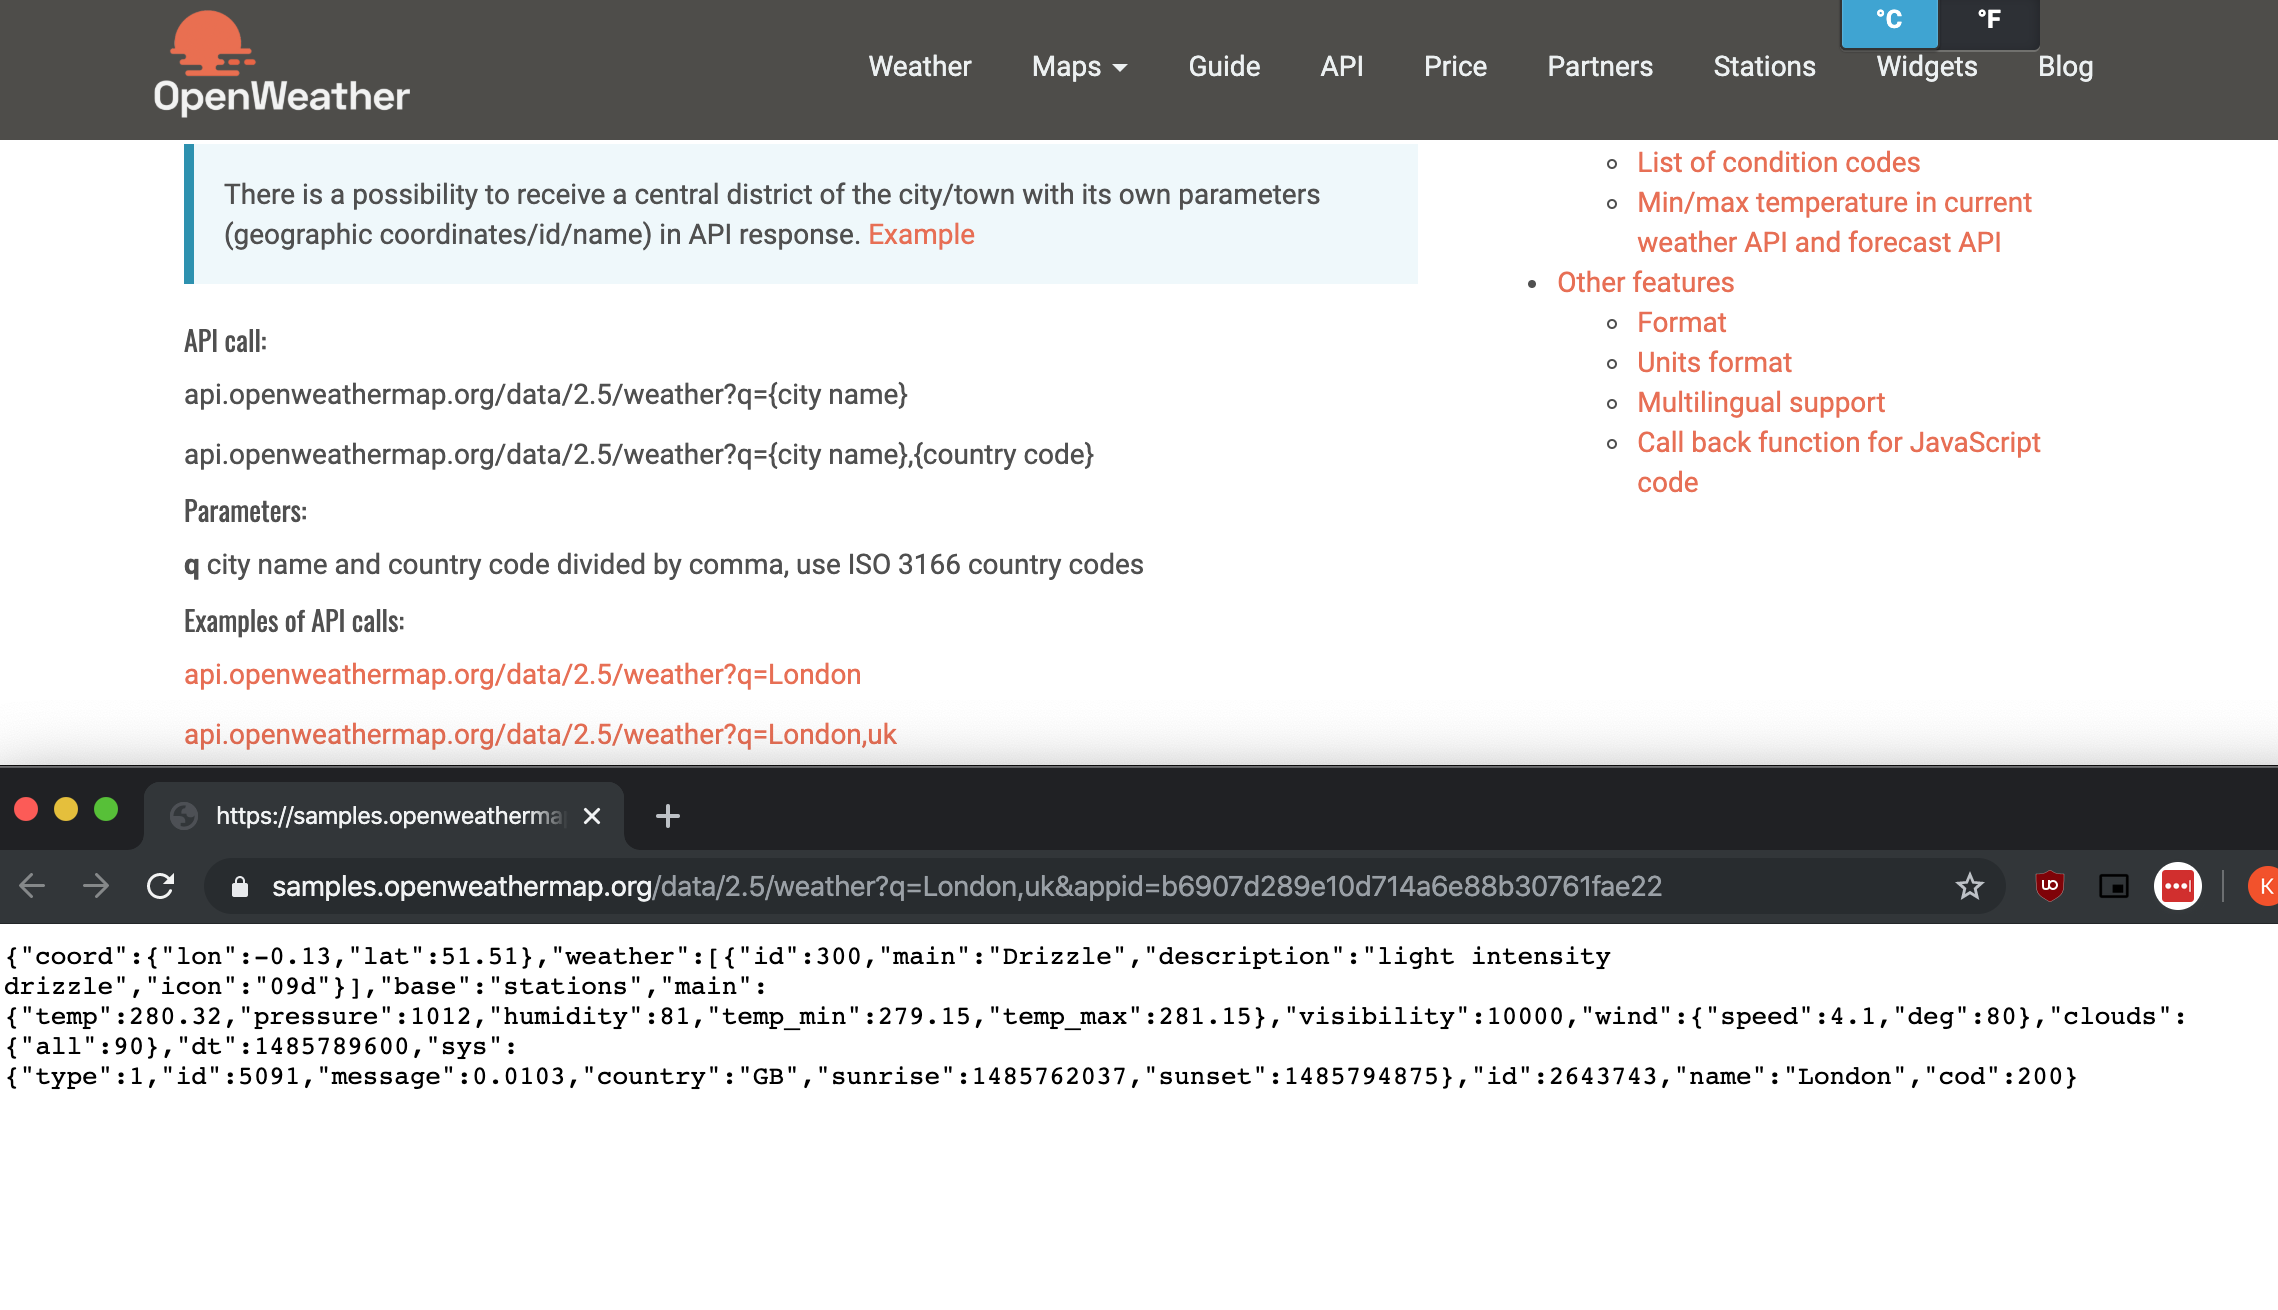 °C °F
OpenWeather
Weather Maps Guide API Price Partners Stations Widgets Blog
There is a possibility to receive a central district of the city/town with its own parameters
(geographic coordinates/id/name) in API response. Example
API call:
api.openweathermap.org/data/2.5/weather?q={city name}
api.openweathermap.org/data/2.5/weather?q={city name},{country code}
Parameters:
q city name and country code divided by comma, use ISO 3166 country codes
Examples of API calls:
api.openweathermap.org/data/2.5/weather?q=London
api.openweathermap.org/data/2.5/weather?q=London,uk
List of condition codes
Min/max temperature in current
weather API and forecast API
Other features
Format
Units format
Multilingual support
Call back function for JavaScript
code
https://samples.openweatherma
samples.openweathermap.org/data/2.5/weather?q=London,uk&appid=b6907d289e10d714a6e88b30761fae22
K
{"coord":{"lon":-0.13,"lat":51.51},"weather":[{"id":300,"main":"Drizzle","description":"light intensity
drizzle","icon":"09d"}],"base":"stations","main":
{"temp":280.32,"pressure":1012,"humidity":81,"temp_min":279.15,"temp_max":281.15},"visibility":10000,"wind":{"speed":4.1,"deg":80},"clouds":
{"all":90},"dt":1485789600,"sys":
{"type":1,"id":5091,"message":0.0103,"country":"GB","sunrise":1485762037,"sunset":1485794875},"id":2643743,"name":"London","cod":200}